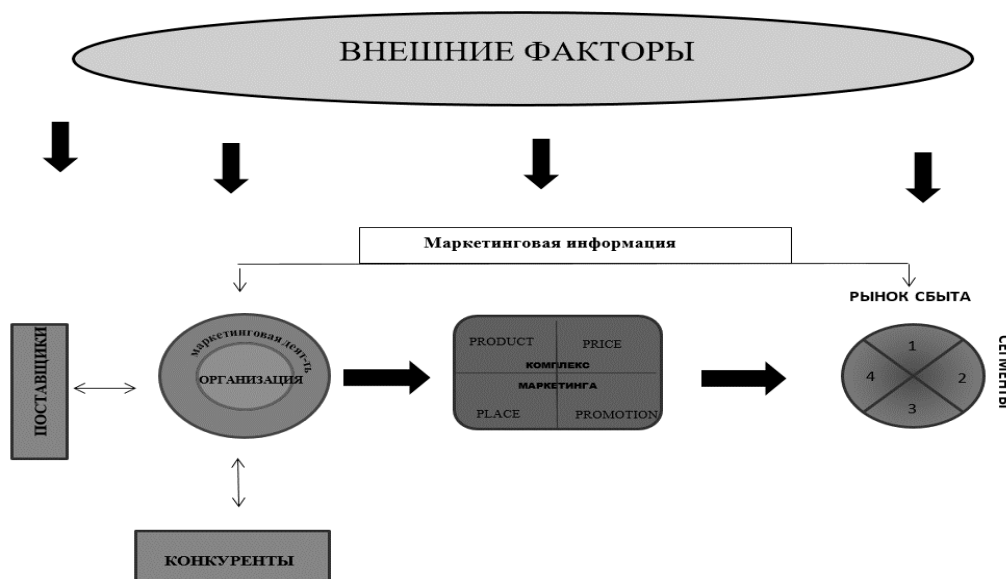 ВНЕШНИЕ ФАКТОРЫ
Маркетинговая информация
РЫНОК СБЫТА
ПОСТАВЩИКИ
маркетинговая деят-ть
ОРГАНИЗАЦИЯ
PRODUCT
PRICE
КОМПЛЕКС
МАРКЕТИНГА
PLACE
PROMOTION
1
4
2
3
СЕГМЕНТЫ
КОНКУРЕНТЫ